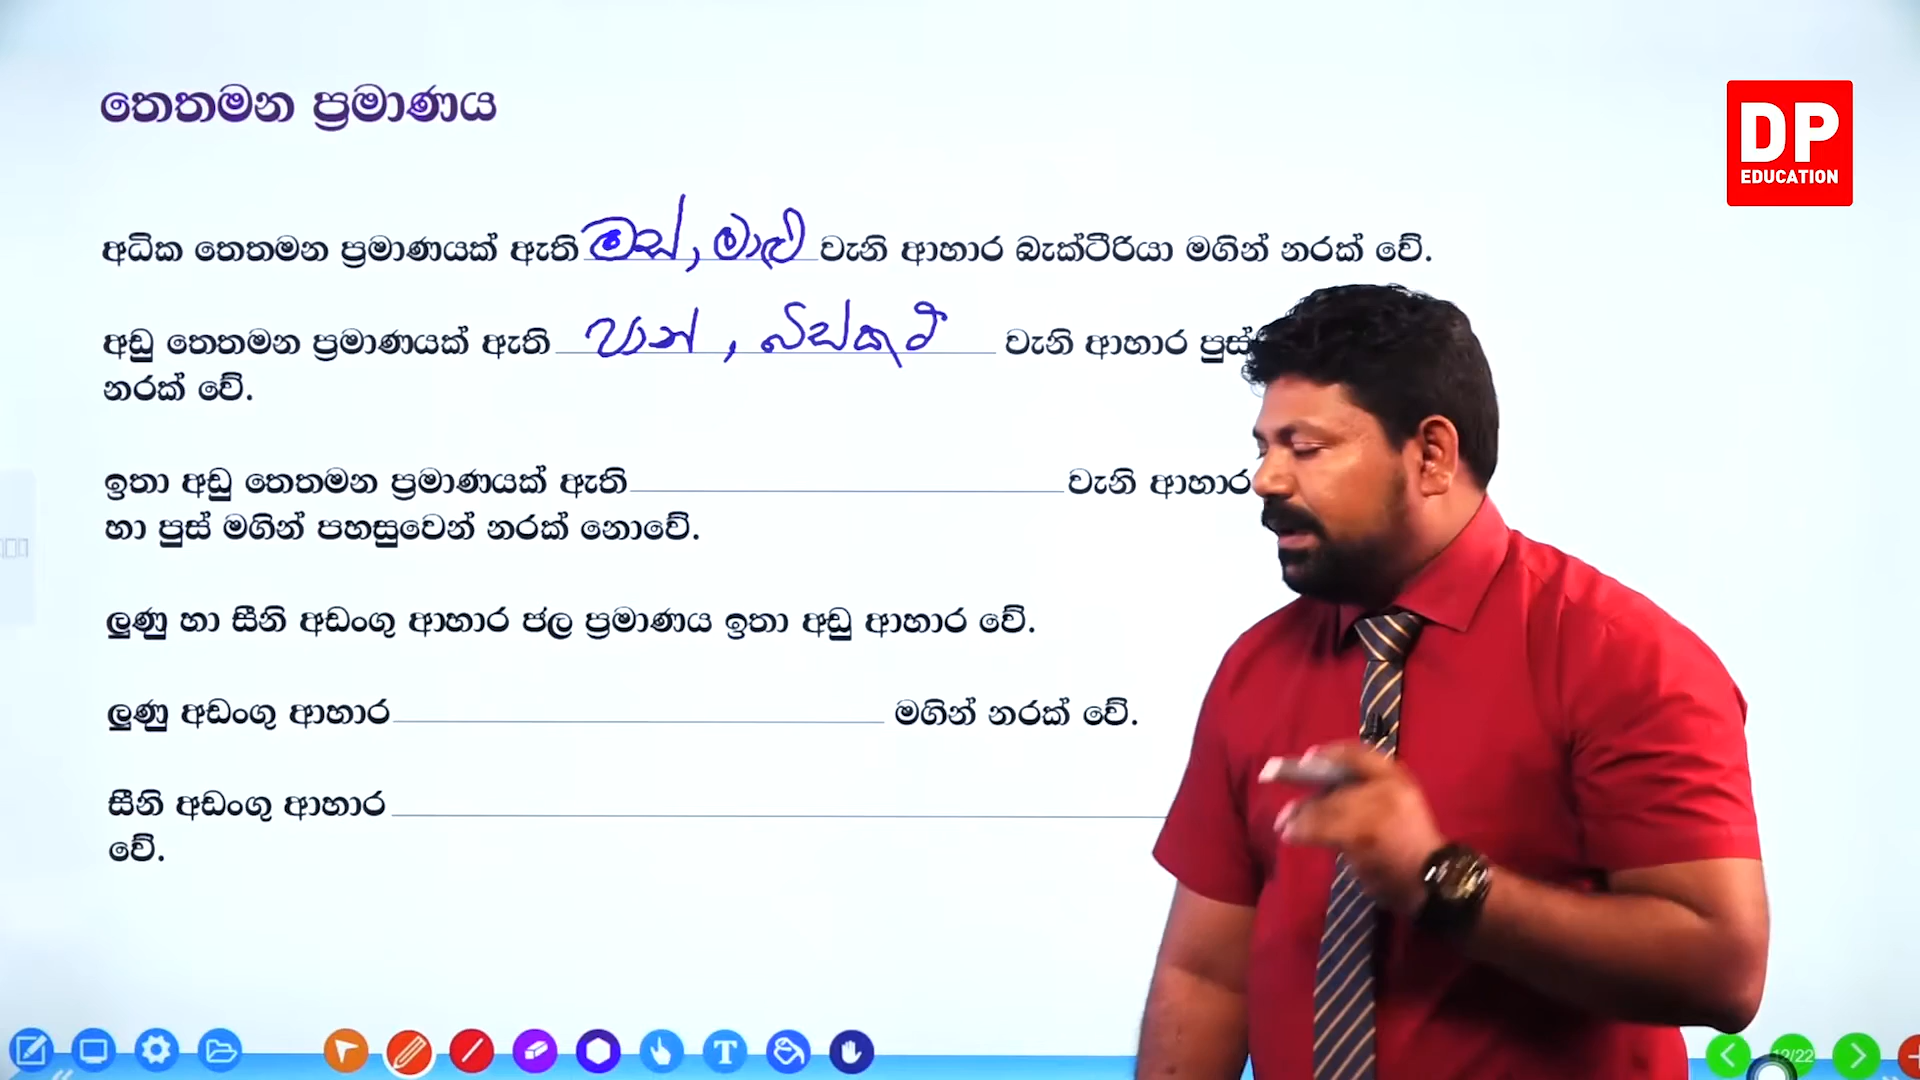 තෙතමන ප්‍රමාණය
DP
EDUCATION
අධික තෙතමන ප්‍රමාණයක් ඇති මස්, මාළු වැනි ආහාර බැක්ටීරියා මගින් නරක් වේ.
අඩු තෙතමන ප්‍රමාණයක් ඇති පාන් , බිස්කට් වැනි ආහාර පුස්
නරක් වේ.
ඉතා අඩු තෙතමන ප්‍රමාණයක් ඇති වැනි ආහාර
හා පුස් මගින් පහසුවෙන් නරක් නොවේ.
ලුණු හා සීනි අඩංගු ආහාර ජල ප්‍රමාණය ඉතා අඩු ආහාර වේ.
ලුණු අඩංගු ආහාර මගින් නරක් වේ.
සීනි අඩංගු ආහාර
වේ.
T